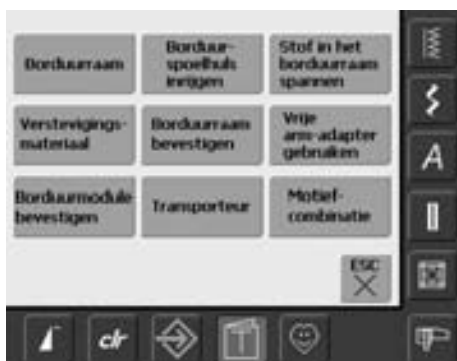 Borduurraam
Borduur-
spoelhuls
inrijgen
Stof in het
borduurraam
spannen
Verstevigings-
materiaal
Borduurraam
bevestigen
Vrije
arm-adapter
gebruiken
Borduurmodule
bevestigen
Transporteur
Motief-
combinatie
ESC
A
clr